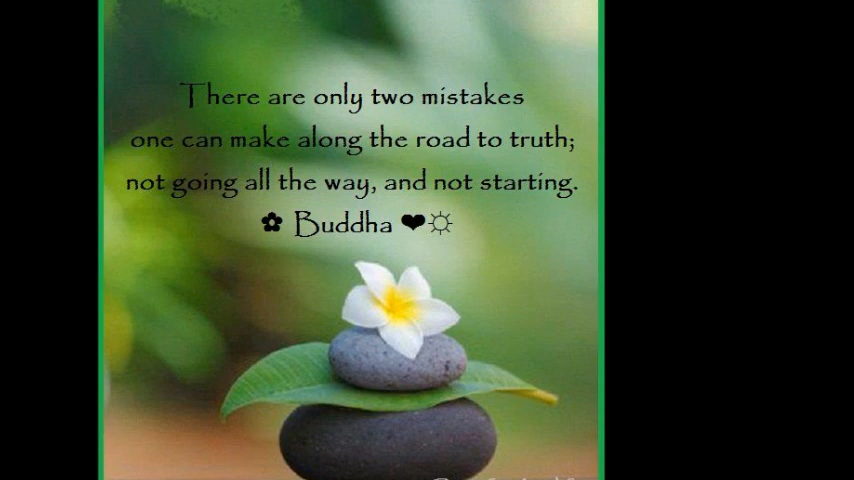 There are only two mistakes
one can make along the road to truth;
not going all the way, and not starting.
✿ Buddha ❤☼